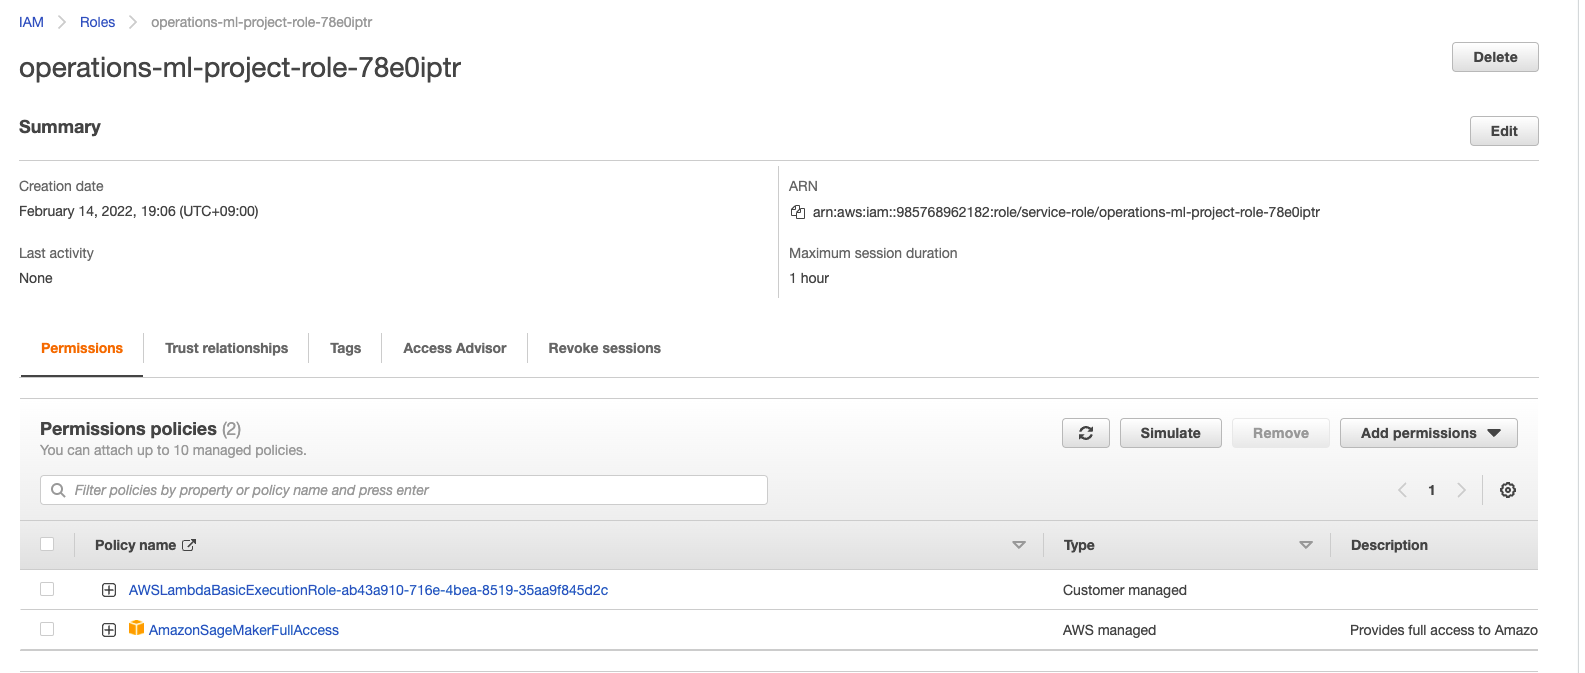 IAM > Roles > operations-ml-project-role-78e0iptr
operations-ml-project-role-78e0iptr
Delete
Summary
Edit
Creation date
February 14, 2022, 19:06 (UTC+09:00)
ARN
arn:aws:iam::985768962182:role/service-role/operations-ml-project-role-78e0iptr
Last activity
None
Maximum session duration
1 hour
Permissions Trust relationships Tags Access Advisor Revoke sessions
Permissions policies (2)
You can attach up to 10 managed policies.
Simulate Remove Add permissions
Filter policies by property or policy name and press enter
1
Policy name Type Description
AWSLambdaBasicExecutionRole-ab43a910-716e-4bea-8519-35aa9f845d2c Customer managed
AmazonSageMakerFullAccess AWS managed Provides full access to Amazo